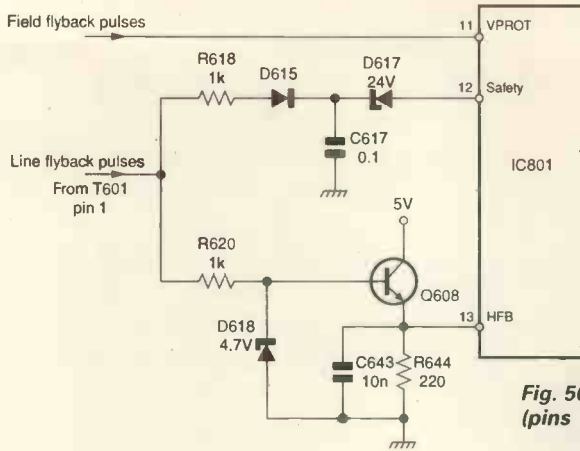 Field flyback pulses
11 VPROT
R618
1k
D615
D617
24V
12 Safety
C617
0.1
IC801
Line flyback pulses
From T601
pin 1
5V
R620
1k
Q608
13 HFB
D618
4.7V
C643
10n
R644
220
Fig. 50
(pins